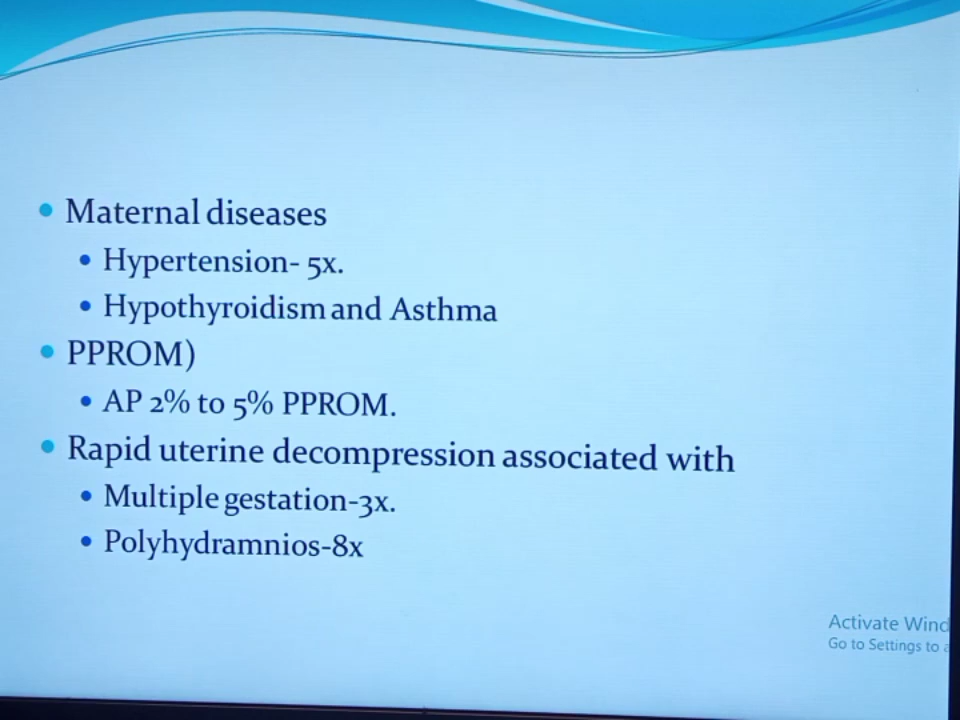 • Maternal diseases
• Hypertension- 5x.
• Hypothyroidism and Asthma
• PPROM)
• AP 2% to 5% PPROM.
• Rapid uterine decompression associated with
• Multiple gestation-3x.
• Polyhydramnios-8x
Activate Wind
Go to Settings to a